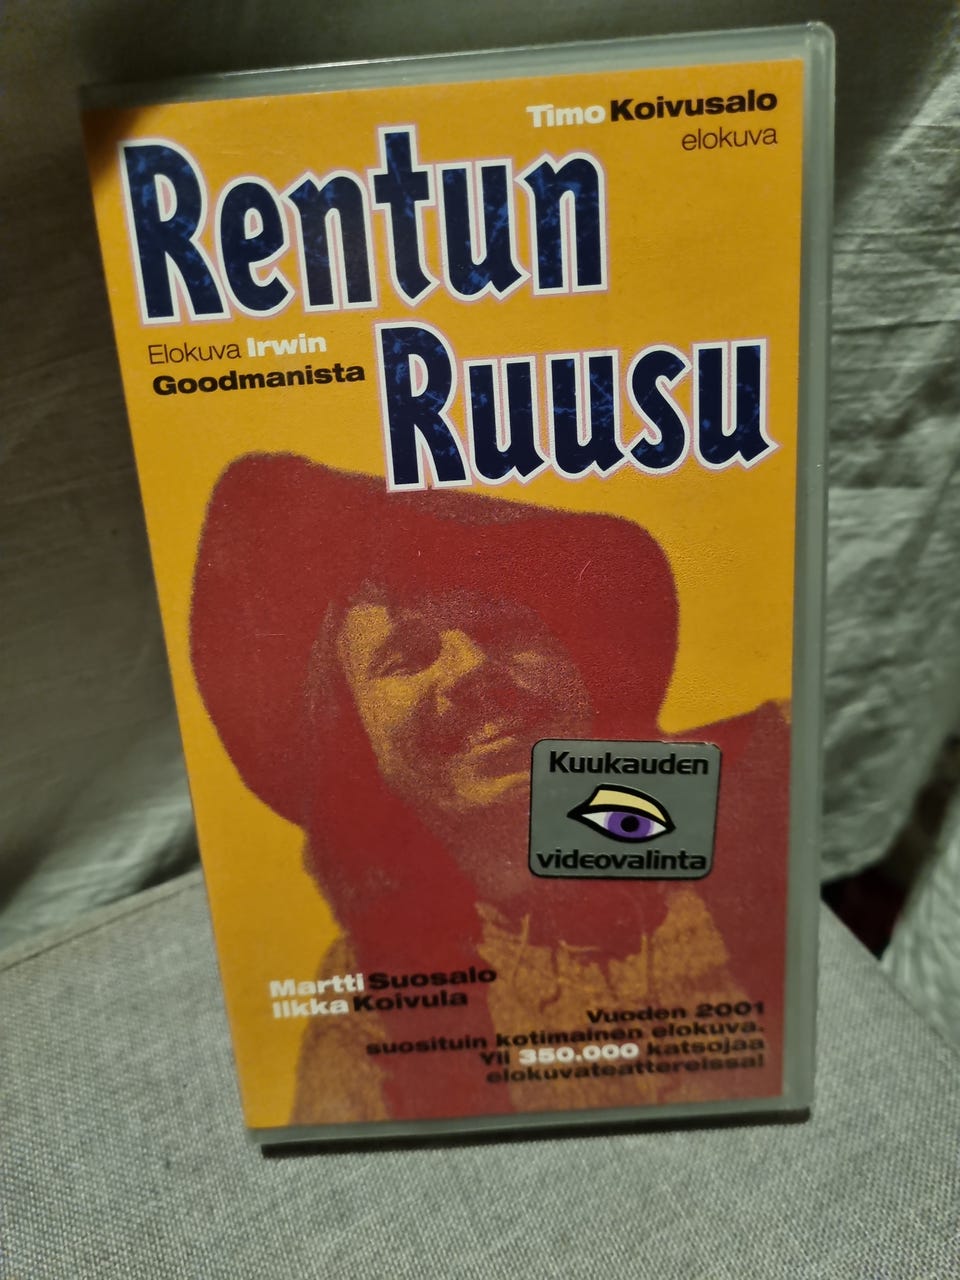 Timo Koivusalo
elokuva
Rentun
Ruusu
Elokuva Irwin
Goodmanista
Kuukauden
videovalinta
Martti Suosalo
Ilkka Koivula
Vuoden 2001
suosituin kotimainen elokuva.
Yli 350.000 katsojaa
elokuvateattereissa!